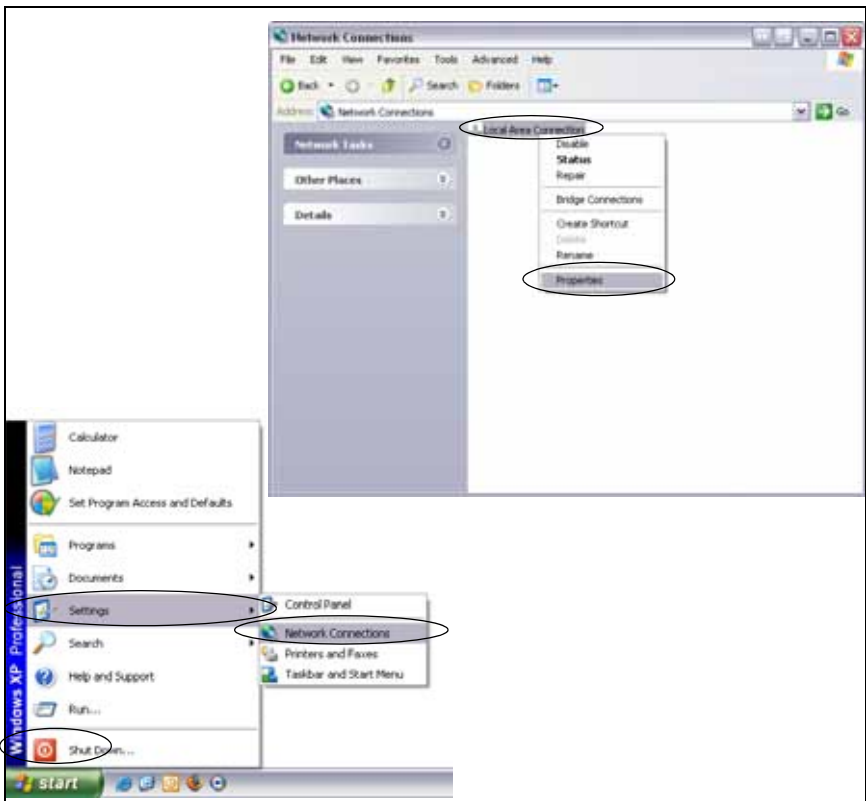 Network Connections
File Edit View Favorites Tools Advanced Help
Back Search Folders
Address Network Connections Go
Network Tasks
Other Places
Details
Local Area Connection
Disable
Status
Repair
Bridge Connections
Create Shortcut
Delete
Rename
Properties
Windows XP Professional
Calculator
Notepad
Set Program Access and Defaults
Programs
Documents
Settings
Search
Help and Support
Run...
Shut Down...
Control Panel
Network Connections
Printers and Faxes
Taskbar and Start Menu
start